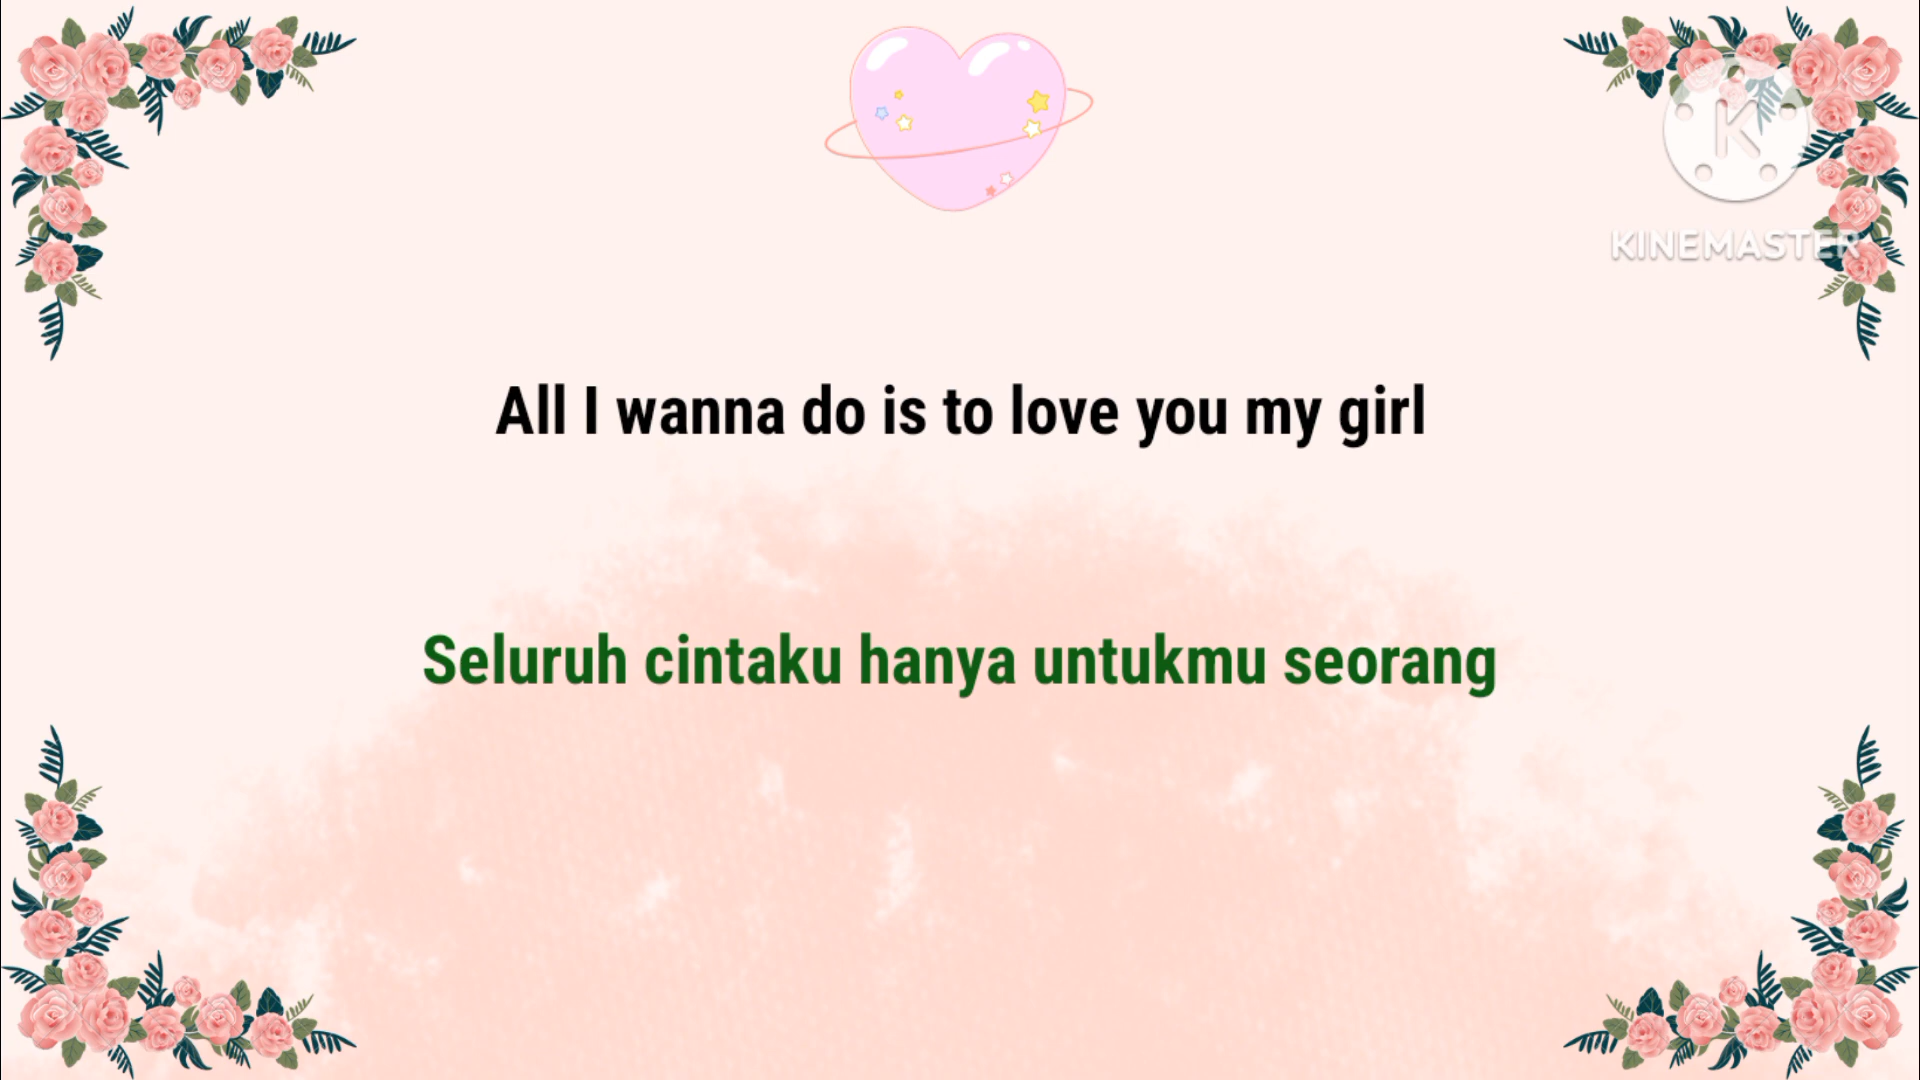 KINEMASTER
All I wanna do is to love you my girl
Seluruh cintaku hanya untukmu seorang